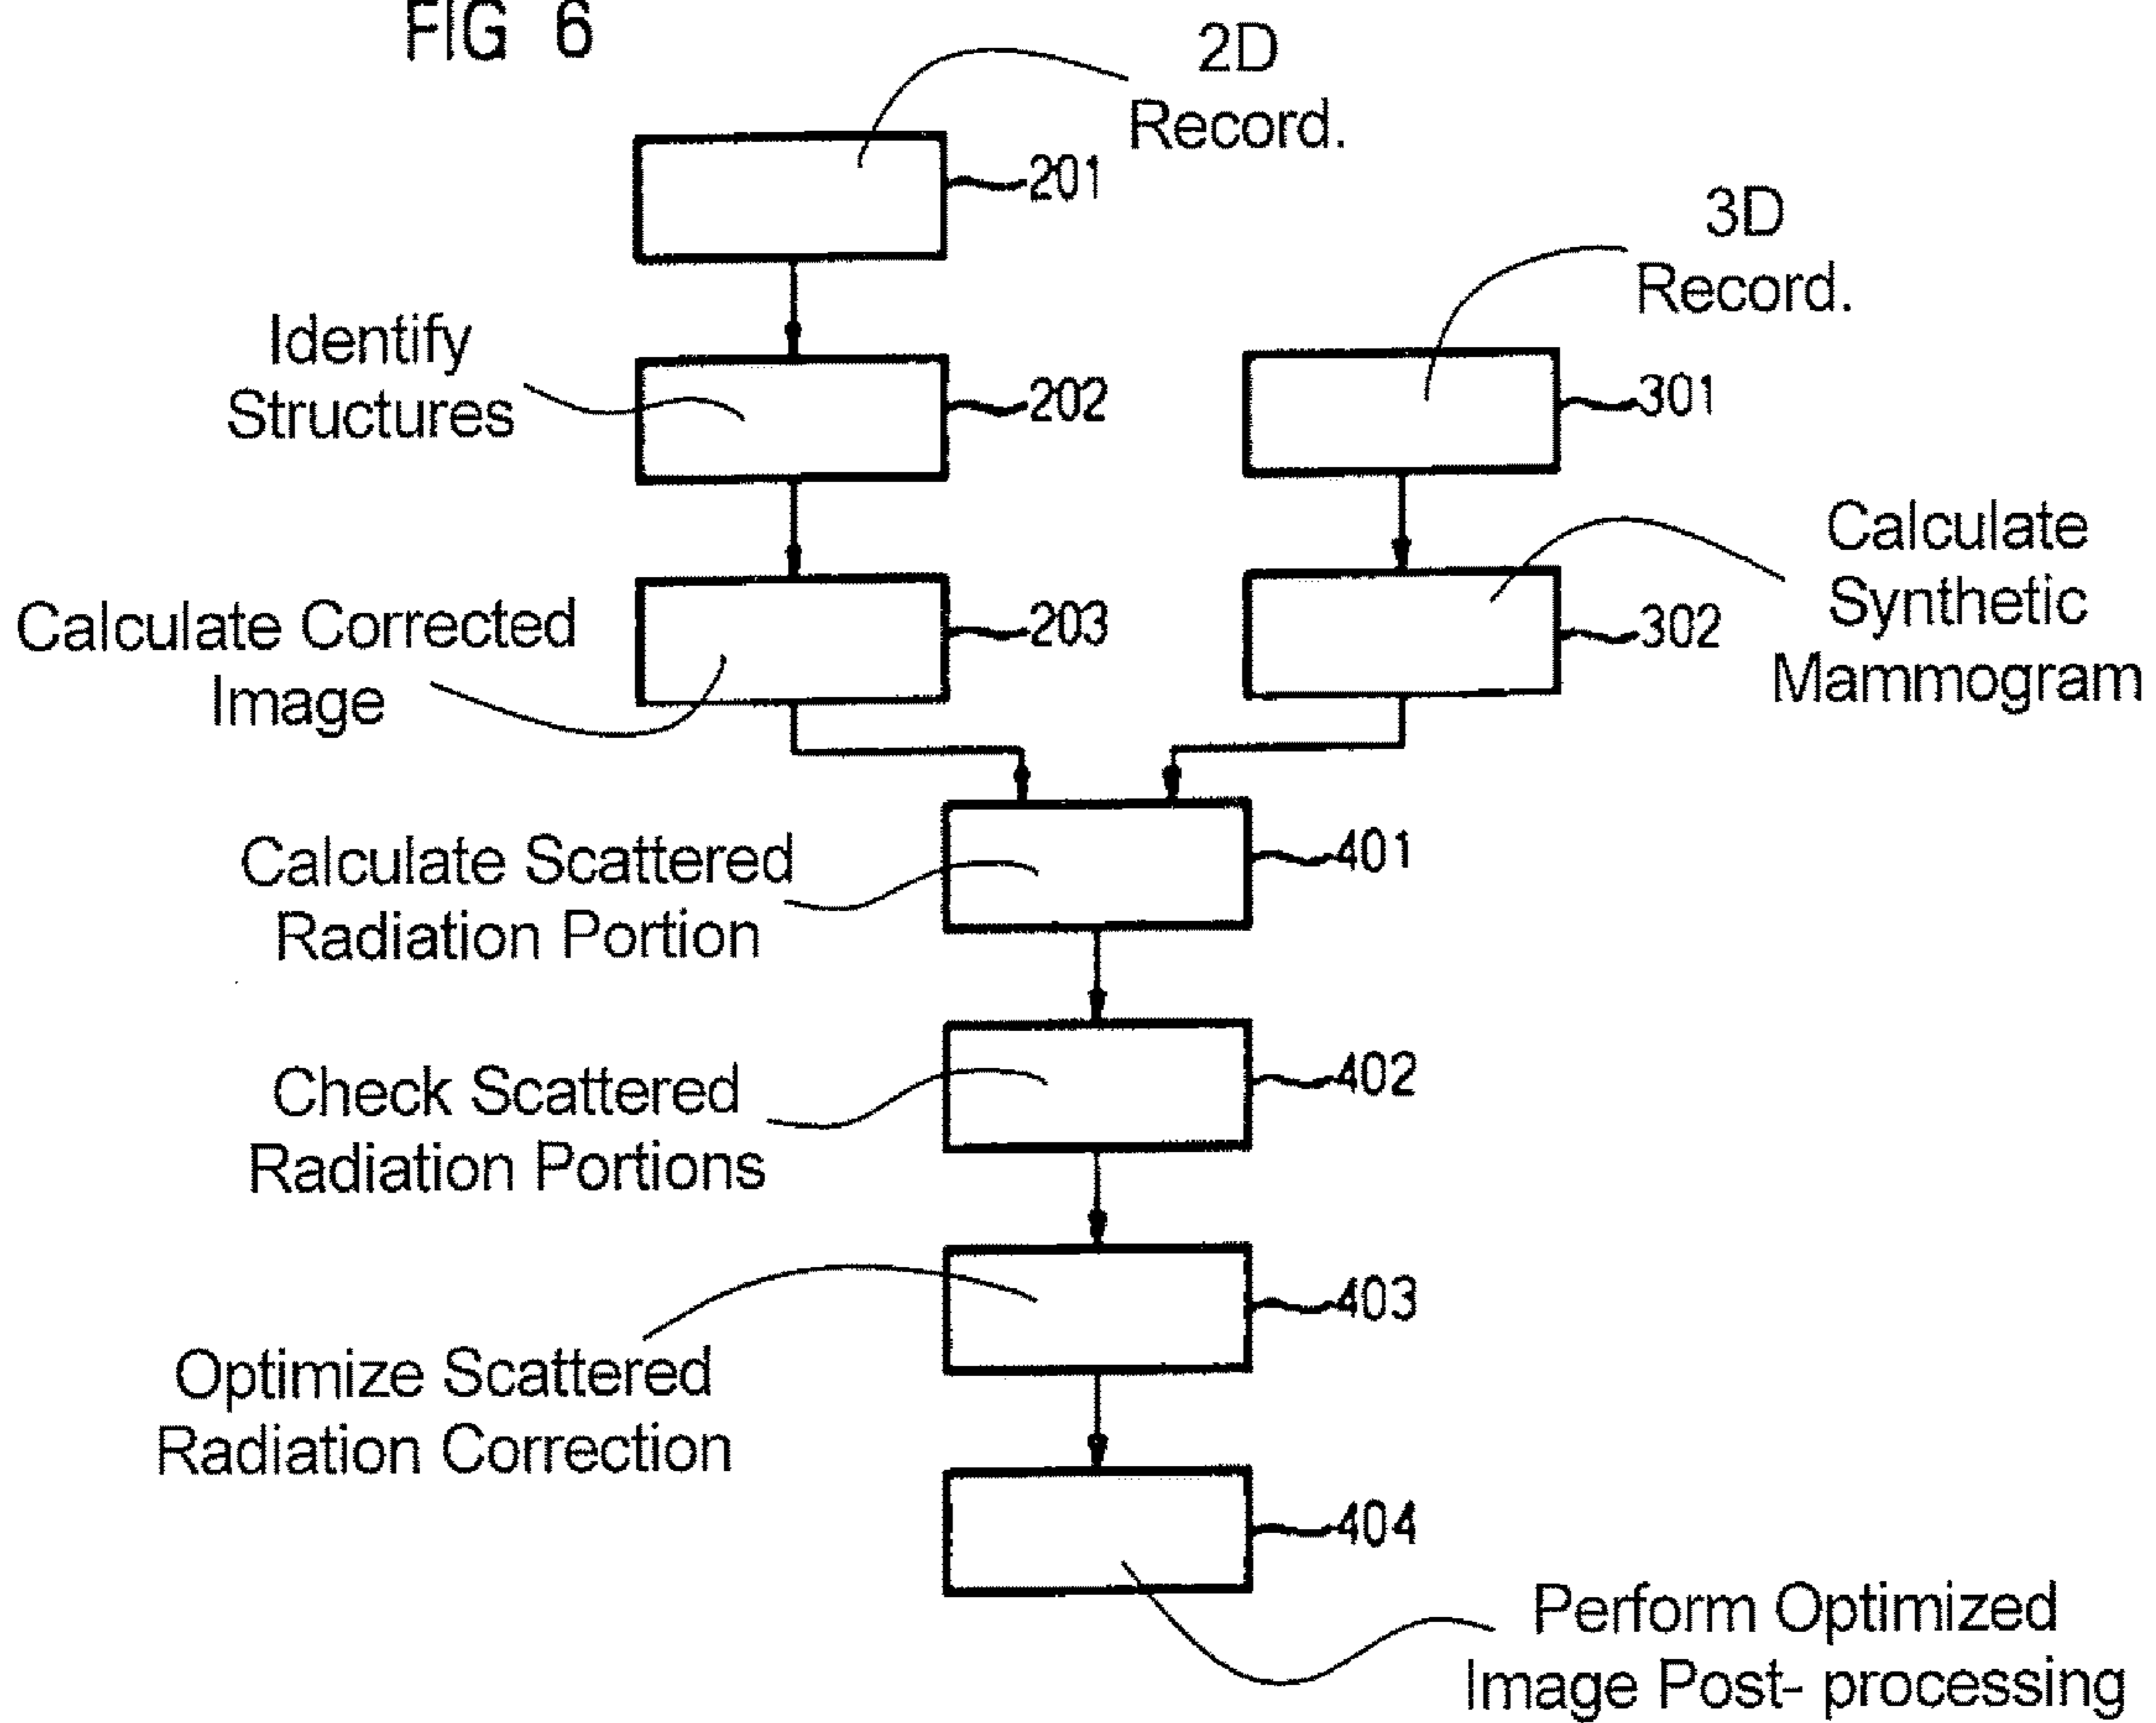 FIG 6
2D
Record.
201
3D
Record.
Identify
Structures
202
301
Calculate Corrected
Image
203
Calculate
Synthetic
Mammogram
302
Calculate Scattered
Radiation Portion
401
Check Scattered
Radiation Portions
402
403
Optimize Scattered
Radiation Correction
404
Perform Optimized
Image Post- processing